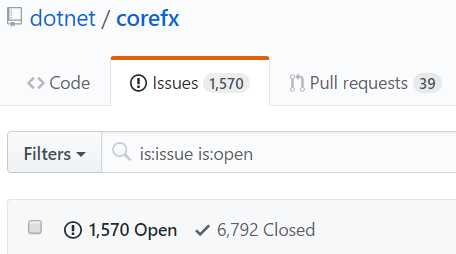 dotnet / corefx
Code Issues 1,570 Pull requests 39
Filters is:issue is:open
1,570 Open 6,792 Closed